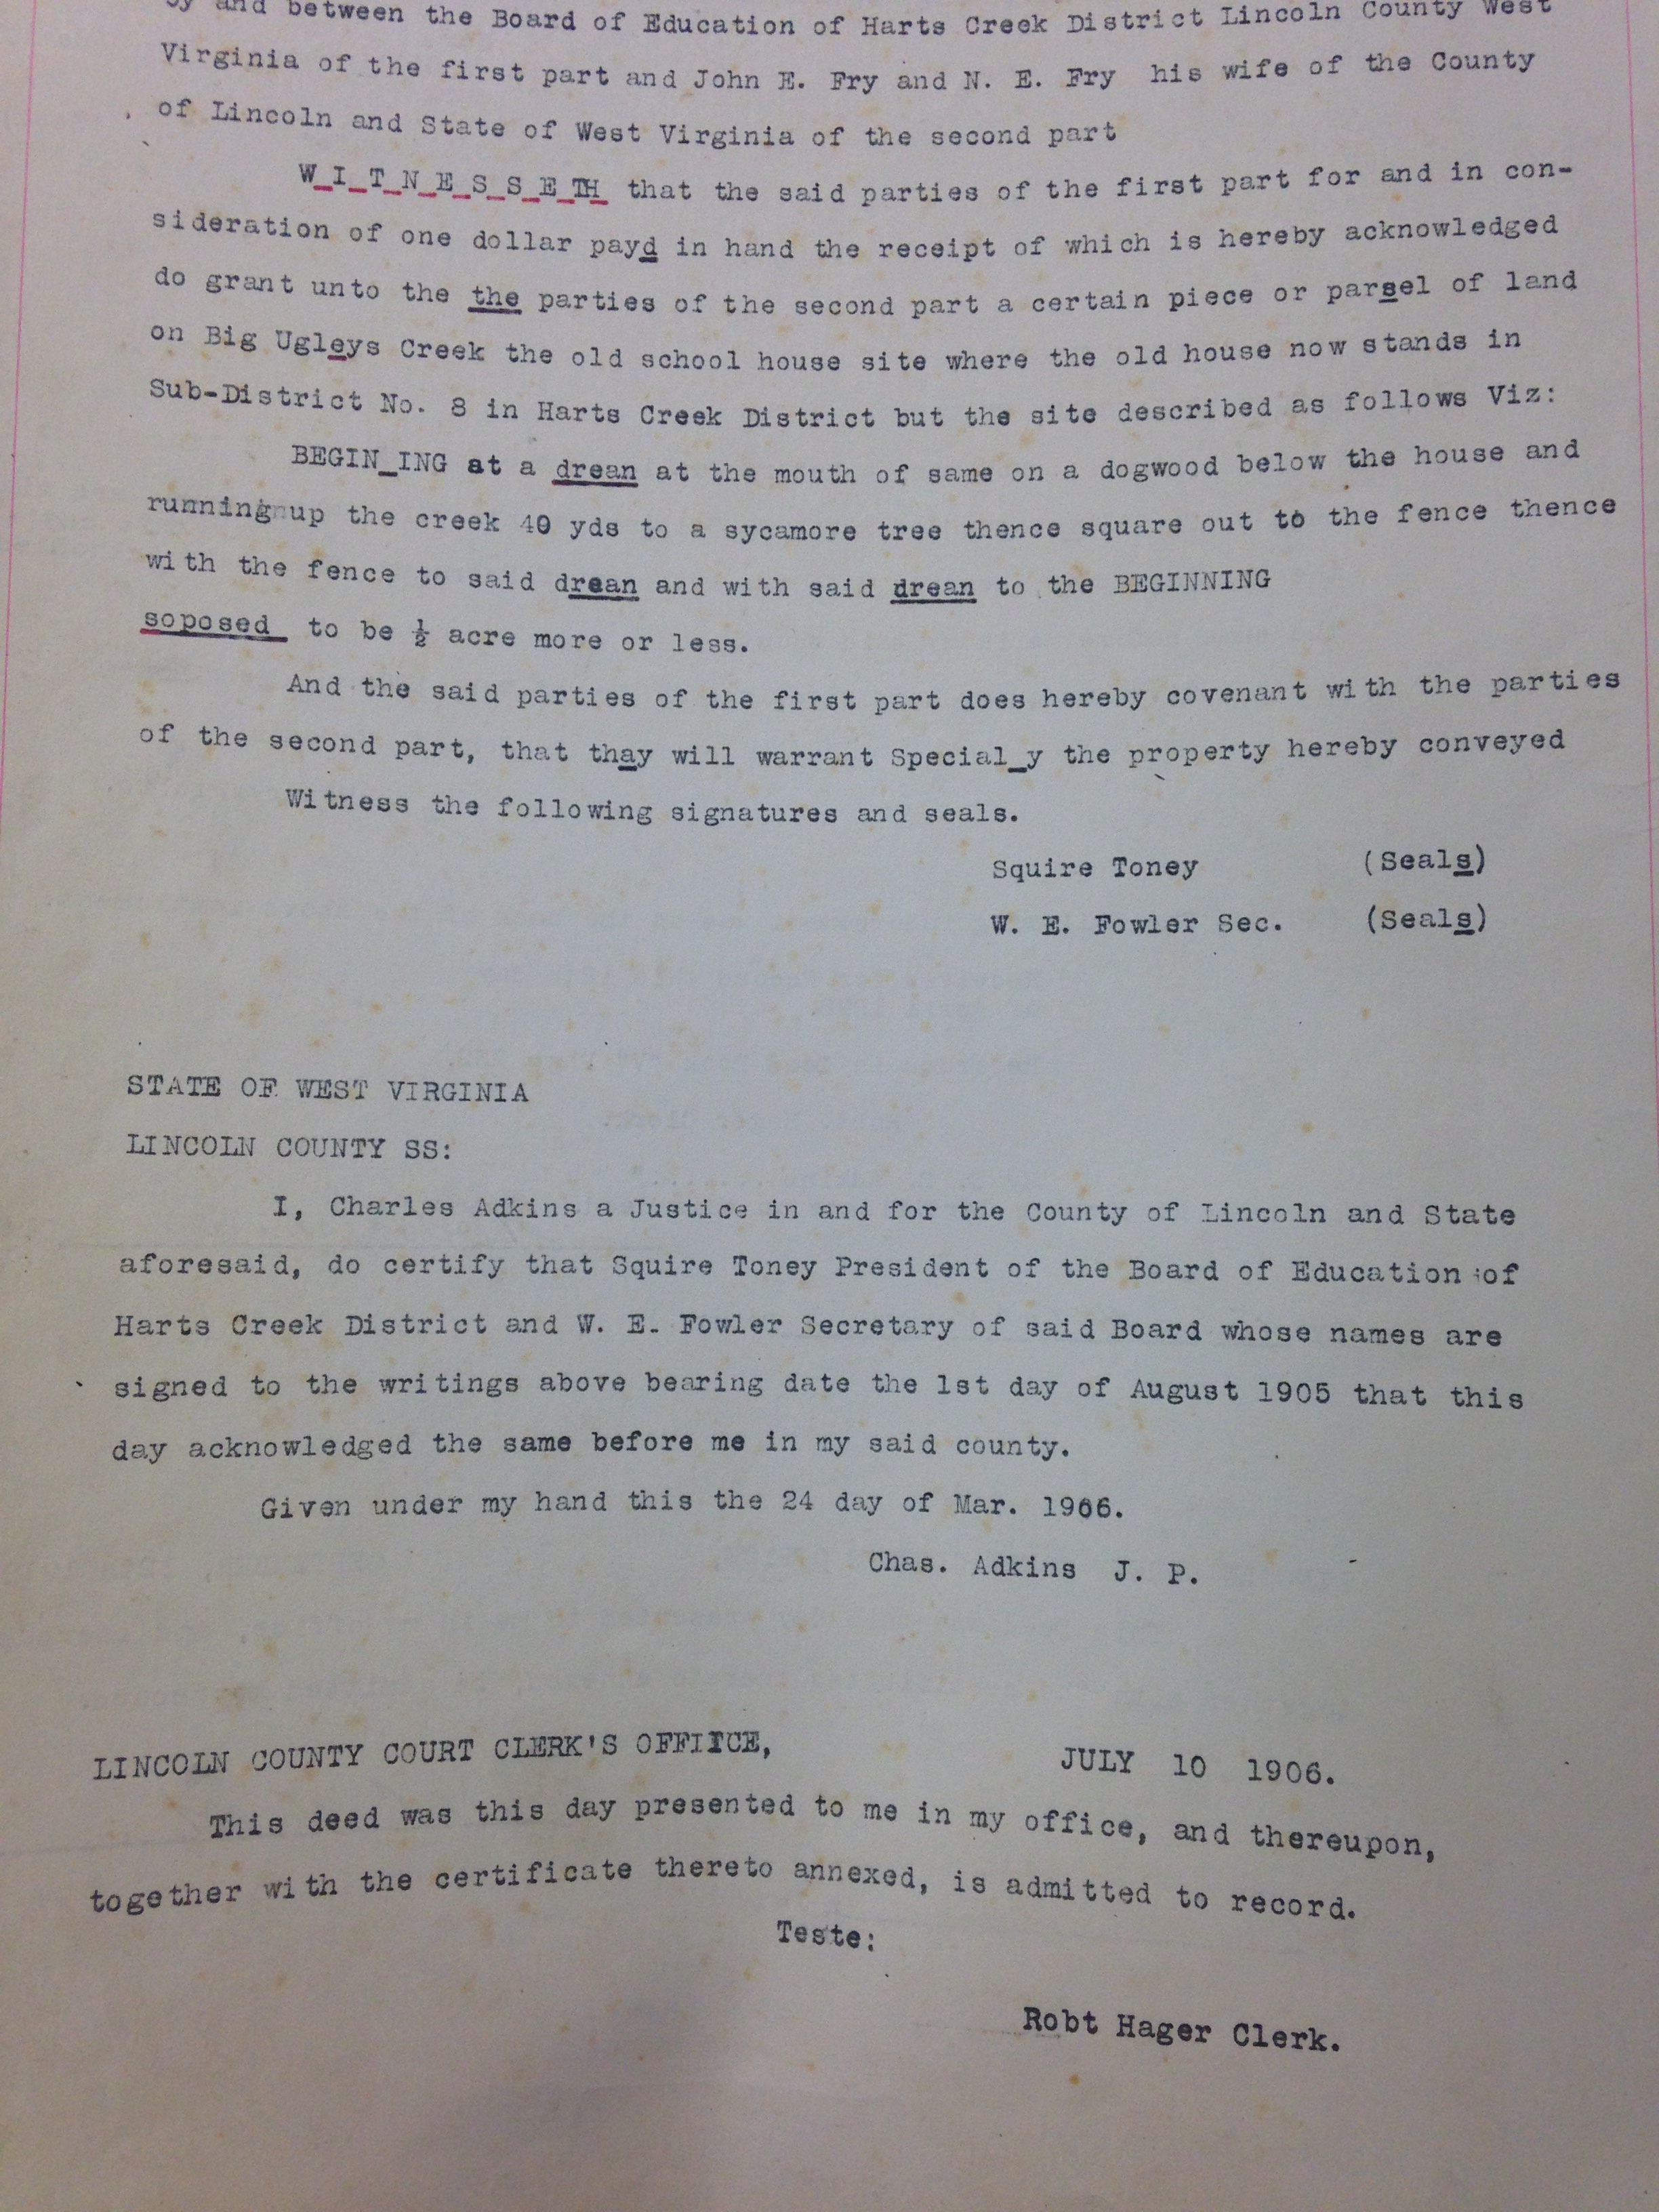 by and between the Board of Education of Harts Creek District Lincoln County West
Virginia of the first part and John E. Fry and N. E. Fry his wife of the County
of Lincoln and State of West Virginia of the second part
W_I_T_N_E_S_S_E_TH that the said parties of the first part for and in con-
sideration of one dollar payd in hand the receipt of which is hereby acknowledged
do grant unto the the parties of the second part a certain piece or parsel of land
on Big Ugleys Creek the old school house site where the old house now stands in
Sub-District No. 8 in Harts Creek District but the site described as follows Viz:
BEGIN_ING at a drean at the mouth of same on a dogwood below the house and
running up the creek 40 yds to a sycamore tree thence square out to the fence thence
with the fence to said drean and with said drean to the BEGINNING
soposed to be ½ acre more or less.
And the said parties of the first part does hereby covenant with the parties
of the second part, that thay will warrant Special_y the property hereby conveyed
Witness the following signatures and seals.
Squire Toney (Seals)
W. E. Fowler Sec. (Seals)
STATE OF WEST VIRGINIA
LINCOLN COUNTY SS:
I, Charles Adkins a Justice in and for the County of Lincoln and State
aforesaid, do certify that Squire Toney President of the Board of Education of
Harts Creek District and W. E. Fowler Secretary of said Board whose names are
signed to the writings above bearing date the 1st day of August 1905 that this
day acknowledged the same before me in my said county.
Given under my hand this the 24 day of Mar. 1906.
Chas. Adkins J. P.
LINCOLN COUNTY COURT CLERK'S OFFIICE, JULY 10 1906.
This deed was this day presented to me in my office, and thereupon,
together with the certificate thereto annexed, is admitted to record.
Teste:
Robt Hager Clerk.